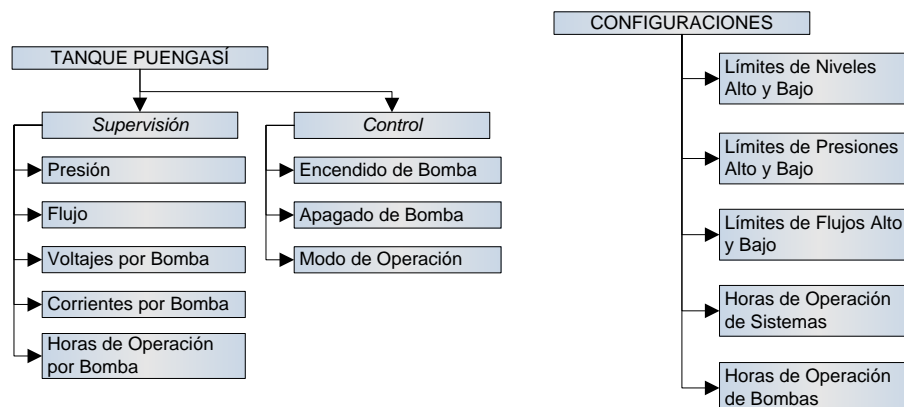 TANQUE PUENGASÍ
Supervisión
Control
Presión
Encendido de Bomba
Flujo
Apagado de Bomba
Voltajes por Bomba
Modo de Operación
Corrientes por Bomba
Horas de Operación
por Bomba
CONFIGURACIONES
Límites de Niveles
Alto y Bajo
Límites de Presiones
Alto y Bajo
Límites de Flujos Alto
y Bajo
Horas de Operación
de Sistemas
Horas de Operación
de Bombas